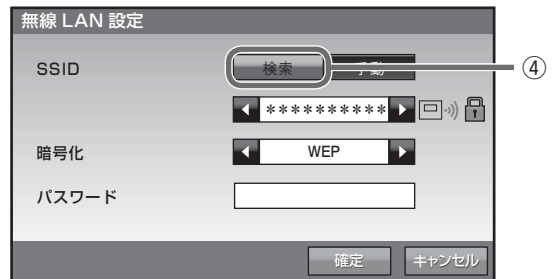 無線 LAN 設定
SSID 検索 手動 ④
**********
暗号化 WEP
パスワード
確定 キャンセル